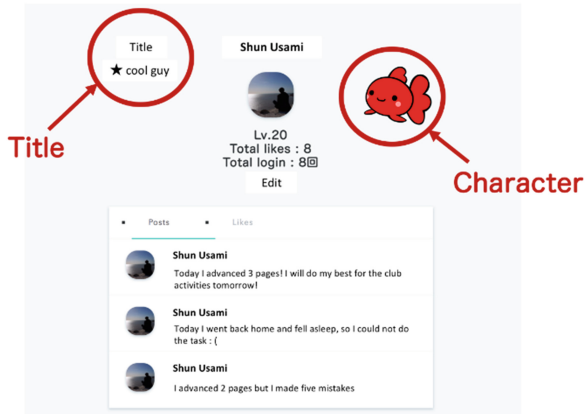 Title
★ cool guy
Shun Usami
Title
Lv.20
Total likes : 8
Total login : 8回
Edit
Character
Posts
Likes
Shun Usami
Today I advanced 3 pages! I will do my best for the club
activities tomorrow!
Shun Usami
Today I went back home and fell asleep, so I could not do
the task : (
Shun Usami
I advanced 2 pages but I made five mistakes